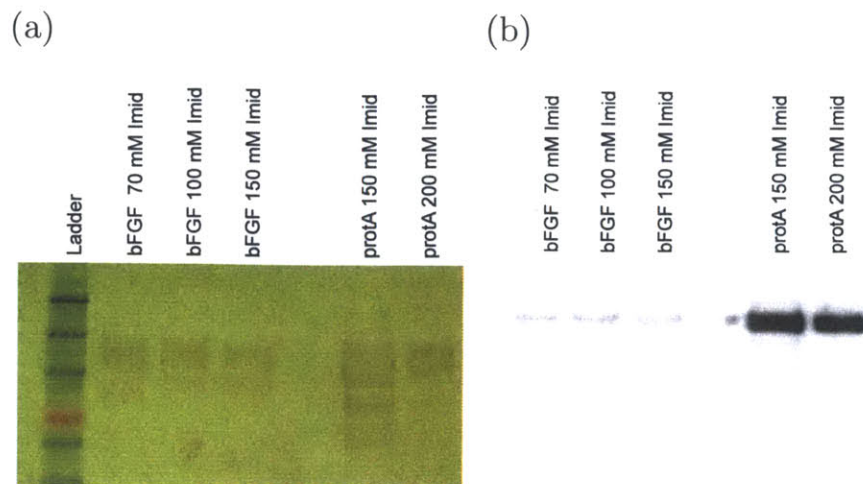 (a)
Ladder
bFGF 70 mM Imid
bFGF 100 mM Imid
bFGF 150 mM Imid
protA 150 mM Imid
protA 200 mM Imid
(b)
bFGF 70 mM Imid
bFGF 100 mM Imid
bFGF 150 mM Imid
protA 150 mM Imid
protA 200 mM Imid